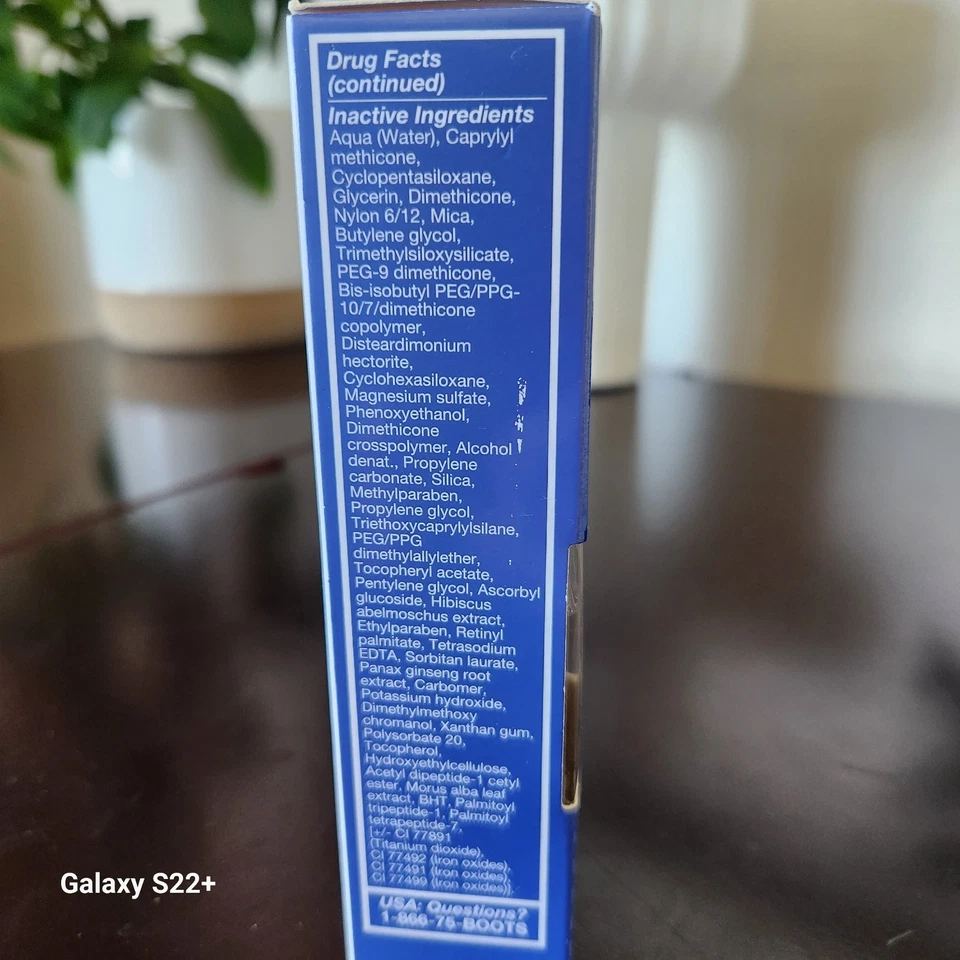 Drug Facts
(continued)
Inactive Ingredients
Aqua (Water), Caprylyl
methicone,
Cyclopentasiloxane,
Glycerin, Dimethicone,
Nylon 6/12, Mica,
Butylene glycol,
Trimethylsiloxysilicate,
PEG-9 dimethicone,
Bis-isobutyl PEG/PPG-
10/7/dimethicone
copolymer,
Disteardimonium
hectorite,
Cyclohexasiloxane,
Magnesium sulfate,
Phenoxyethanol,
Dimethicone
crosspolymer, Alcohol
denat., Propylene
carbonate, Silica,
Methylparaben,
Propylene glycol,
Triethoxycaprylylsilane,
PEG/PPG
dimethylallylether,
Tocopheryl acetate,
Pentylene glycol, Ascorbyl
glucoside, Hibiscus
abelmoschus extract,
Ethylparaben, Retinyl
palmitate, Tetrasodium
EDTA, Sorbitan laurate,
Panax ginseng root
extract, Carbomer,
Potassium hydroxide,
Dimethylmethoxy
chromanol, Xanthan gum,
Polysorbate 20,
Tocopherol,
Hydroxyethylcellulose,
Acetyl dipeptide-1 cetyl
ester, Morus alba leaf
extract, BHT, Palmitoyl
tripeptide-1, Palmitoyl
tetrapeptide-7,
[+/- CI 77891
(Titanium dioxide),
CI 77492 (Iron oxides),
CI 77491 (Iron oxides),
CI 77499 (Iron oxides)].
USA: Questions?
1-866-75-BOOTS
Galaxy S22+